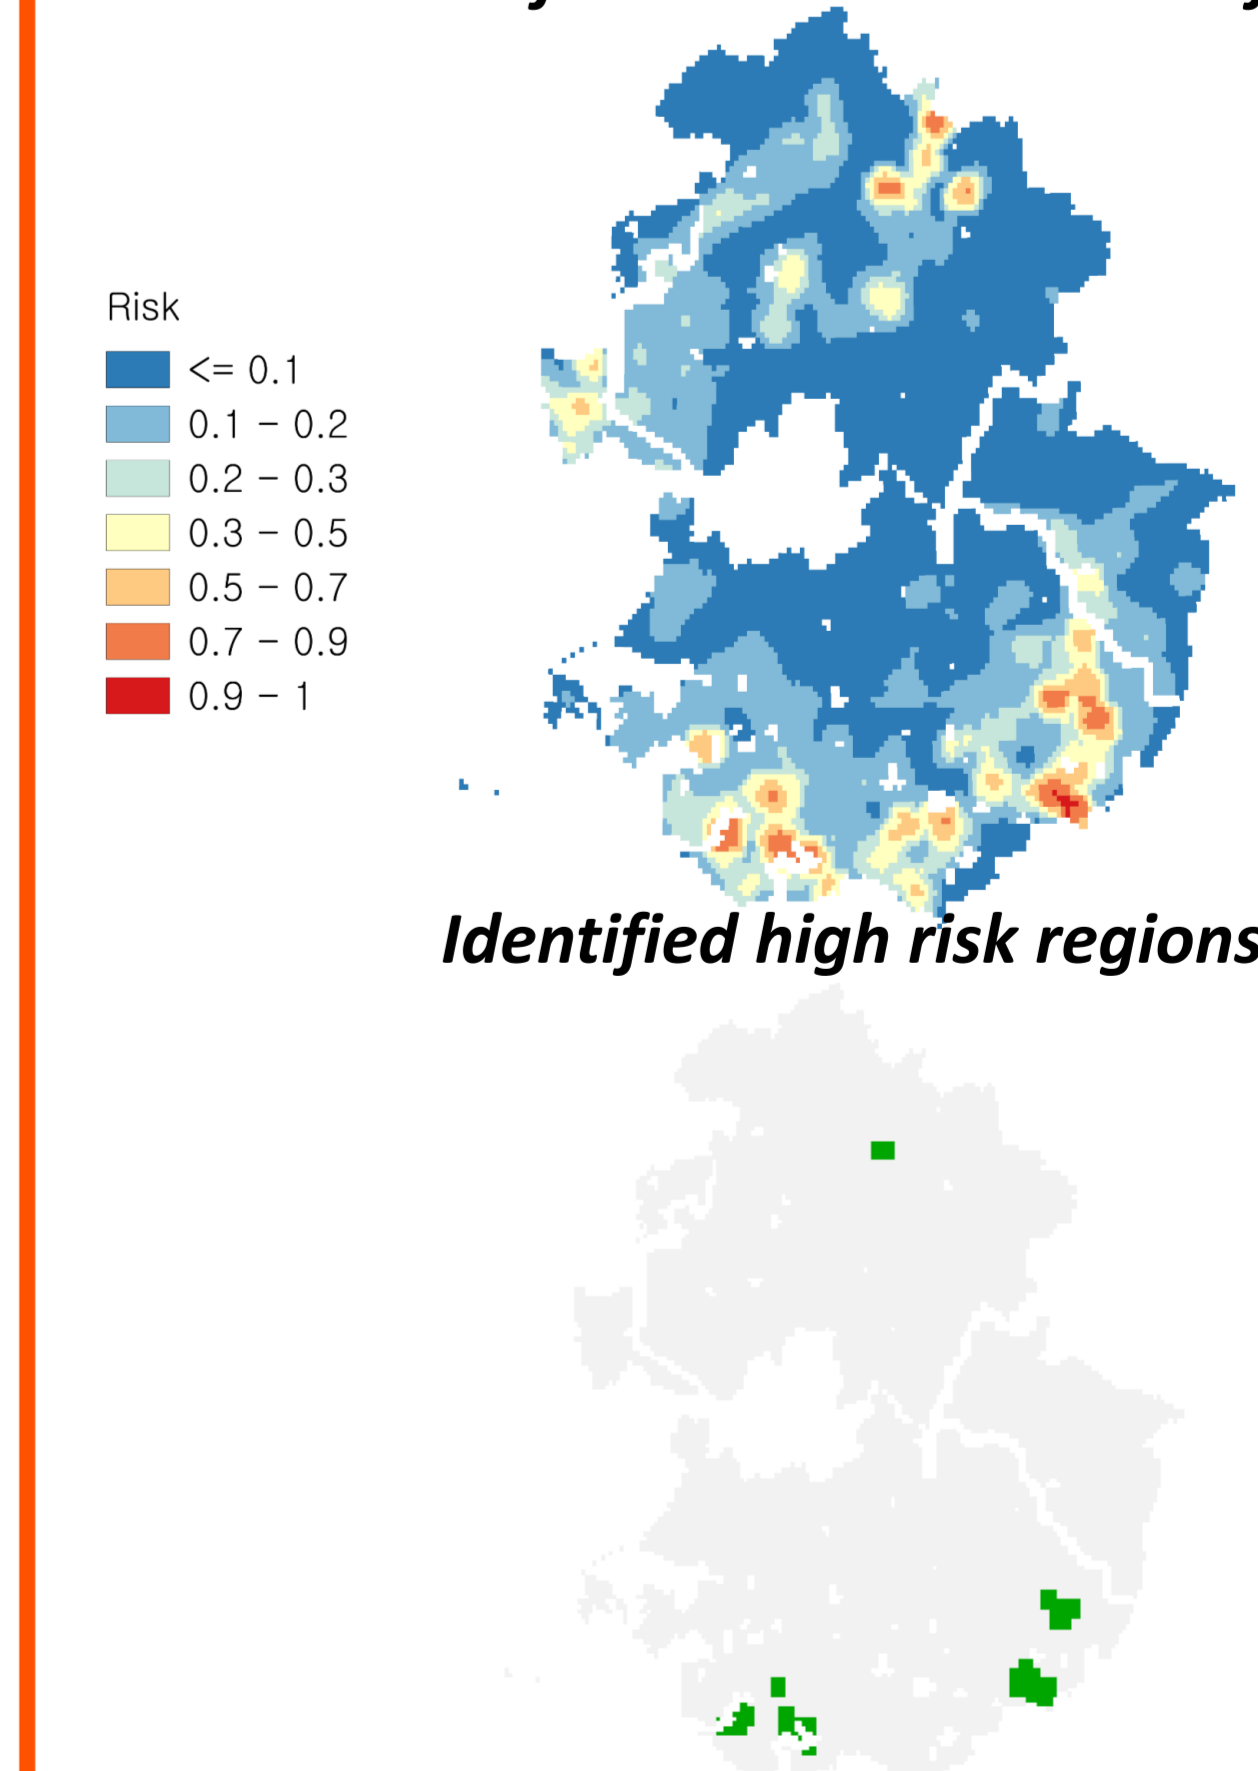 Risk
<= 0.1
0.1 – 0.2
0.2 – 0.3
0.3 – 0.5
0.5 – 0.7
0.7 – 0.9
0.9 – 1
Identified high risk regions